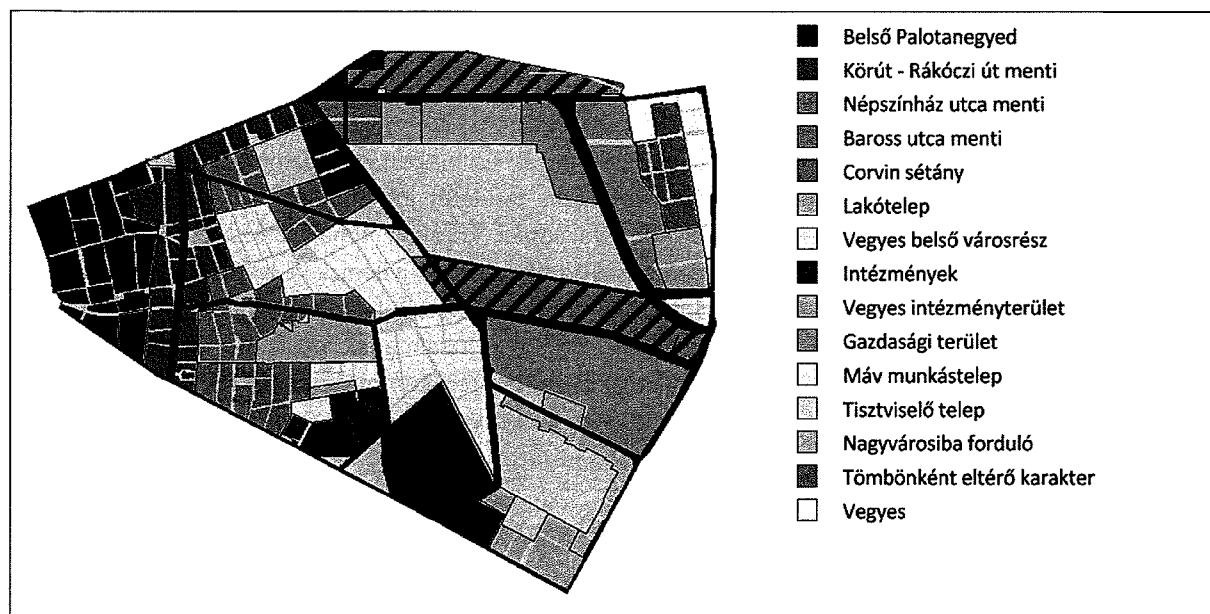 Belső Palotanegyed
Körút - Rákóczi út menti
Népszínház utca menti
Baross utca menti
Corvin sétány
Lakótelep
Vegyes belső városrész
Intézmények
Vegyes intézményterület
Gazdasági terület
Máv munkástelep
Tisztviselő telep
Nagyvárosiba forduló
Tömbönként eltérő karakter
Vegyes